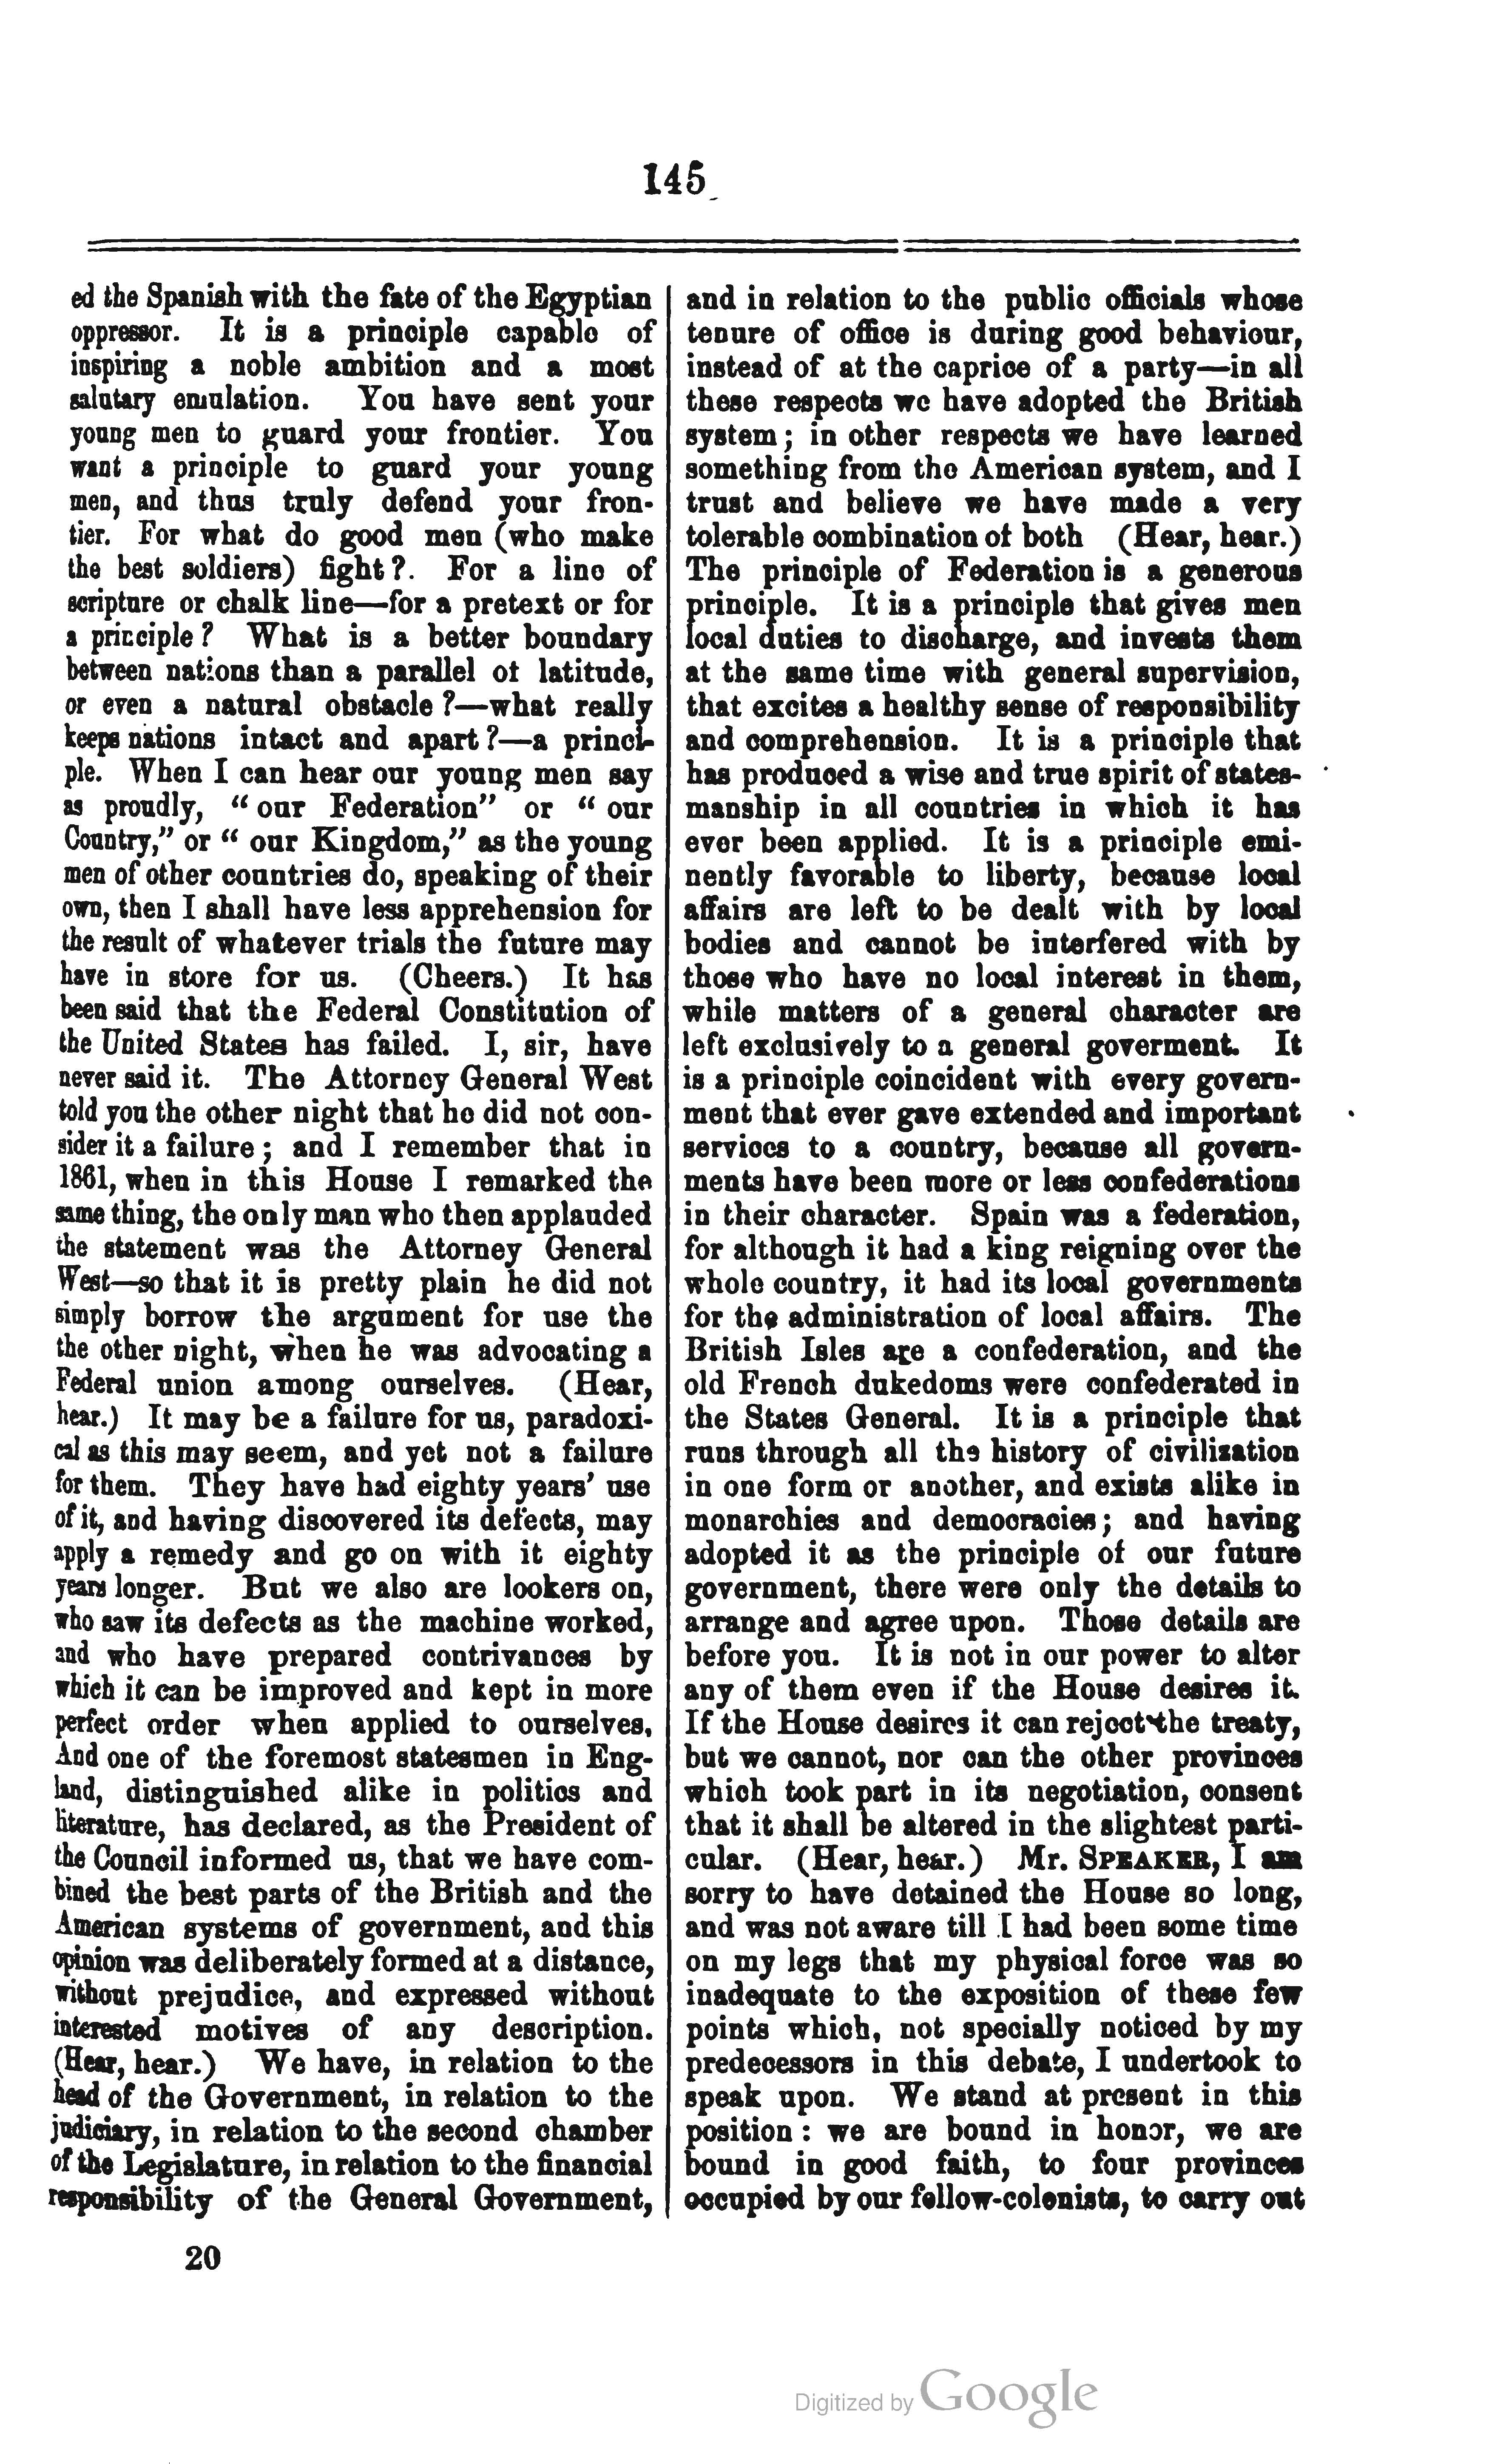 145
ed the Spanish with the fate of the Egyptian
oppressor. It is a principle capable of
inspiring a noble ambition and a most
salutary emulation. You have sent your
young men to guard your frontier. You
want a principle to guard your young
men, and thus truly defend your fron-
tier. For what do good men (who make
the best soldiers) fight?. For a line of
scripture or chalk line—for a pretext or for
a principle? What is a better boundary
between nations than a parallel of latitude,
or even a natural obstacle?—what really
keeps nations intact and apart?—a princi-
ple. When I can hear our young men say
as proudly, "our Federation" or "our
Country," or "our Kingdom," as the young
men of other countries do, speaking of their
own, then I shall have less apprehension for
the result of whatever trials the future may
have in store for us. (Cheers.) It has
been said that the Federal Constitution of
the United States has failed. I, sir, have
never said it. The Attorney General West
told you the other night that he did not con-
sider it a failure; and I remember that in
1861, when in this House I remarked the
same thing, the only man who then applauded
the statement was the Attorney General
West—so that it is pretty plain he did not
simply borrow the argument for use the
the other night, when he was advocating a
Federal union among ourselves. (Hear,
hear.) It may be a failure for us, paradoxi-
cal as this may seem, and yet not a failure
for them. They have had eighty years' use
of it, and having discovered its defects, may
apply a remedy and go on with it eighty
years longer. But we also are lookers on,
who saw its defects as the machine worked,
and who have prepared contrivances by
which it can be improved and kept in more
perfect order when applied to ourselves.
And one of the foremost statesmen in Eng-
land, distinguished alike in politics and
literature, has declared, as the President of
the Council informed us, that we have com-
bined the best parts of the British and the
American systems of government, and this
opinion was deliberately formed at a distance,
without prejudice, and expressed without
interested motives of any description.
(Hear, hear.) We have, in relation to the
head of the Government, in relation to the
judiciary, in relation to the second chamber
of the Legislature, in relation to the financial
responsibility of the General Government,
20
and in relation to the public officials whose
tenure of office is during good behaviour,
instead of at the caprice of a party—in all
these respects we have adopted the British
system; in other respects we have learned
something from the American system, and I
trust and believe we have made a very
tolerable combination of both (Hear, hear.)
The principle of Federation is a generous
principle. It is a principle that gives men
local duties to discharge, and invests them
at the same time with general supervision,
that excites a healthy sense of responsibility
and comprehension. It is a principle that
has produced a wise and true spirit of states-
manship in all countries in which it has
ever been applied. It is a principle emi-
nently favorable to liberty, because local
affairs are left to be dealt with by local
bodies and cannot be interfered with by
those who have no local interest in them,
while matters of a general character are
left exclusively to a general goverment. It
is a principle coincident with every govern-
ment that ever gave extended and important
services to a country, because all govern-
ments have been more or less confederations
in their character. Spain was a federation,
for although it had a king reigning over the
whole country, it had its local governments
for the administration of local affairs. The
British Isles are a confederation, and the
old French dukedoms were confederated in
the States General. It is a principle that
runs through all the history of civilization
in one form or another, and exists alike in
monarchies and democracies; and having
adopted it as the principle of our future
government, there were only the details to
arrange and agree upon. Those details are
before you. It is not in our power to alter
any of them even if the House desires it.
If the House desires it can reject the treaty,
but we cannot, nor can the other provinces
which took part in its negotiation, consent
that it shall be altered in the slightest parti-
cular. (Hear, hear.) Mr. SPEAKER, I am
sorry to have detained the House so long,
and was not aware till I had been some time
on my legs that my physical force was so
inadequate to the exposition of these few
points which, not specially noticed by my
predecessors in this debate, I undertook to
speak upon. We stand at present in this
position: we are bound in honor, we are
bound in good faith, to four provinces
occupied by our fellow-colonists, to carry out
Digitized by Google